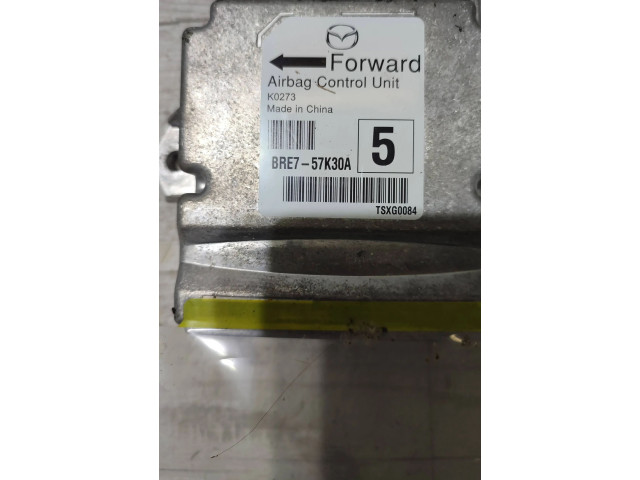 Forward
Airbag Control Unit
K0273
Made in China
BRE7-57K30A
5
TSXG0084